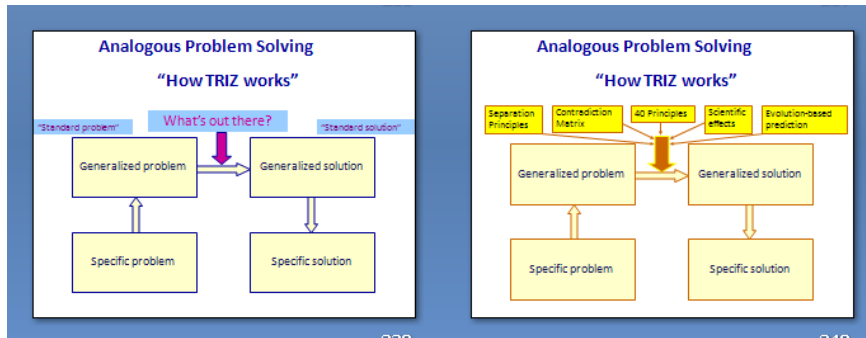 Analogous Problem Solving
"How TRIZ works"
What's out there?
"Standard problem"
"Standard solution"
Generalized problem
Generalized solution
Specific problem
Specific solution
Analogous Problem Solving
"How TRIZ works"
Separation
Principles
Contradiction
Matrix
40 Principles
Scientific
effects
Evolution-based
prediction
Generalized problem
Generalized solution
Specific problem
Specific solution